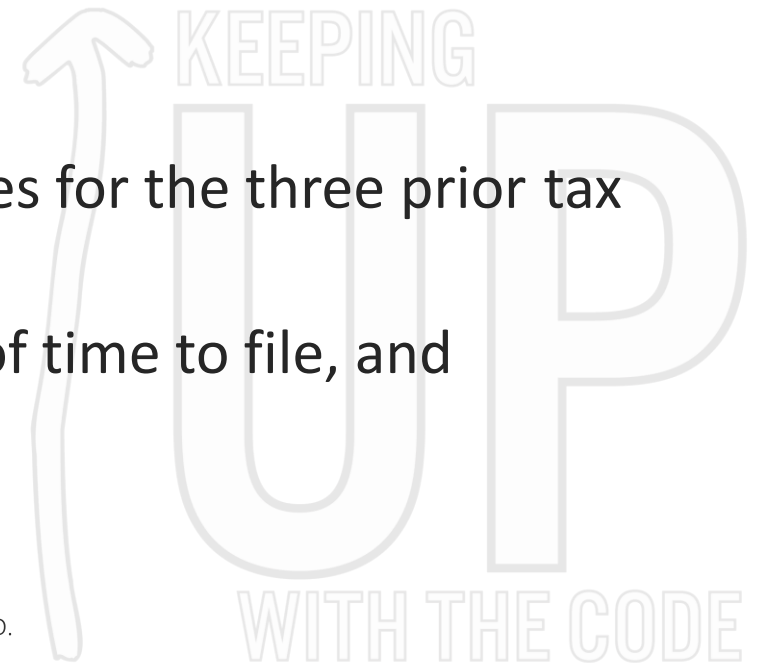 KEEPING
UP
es for the three prior tax
of time to file, and
WITH THE CODE